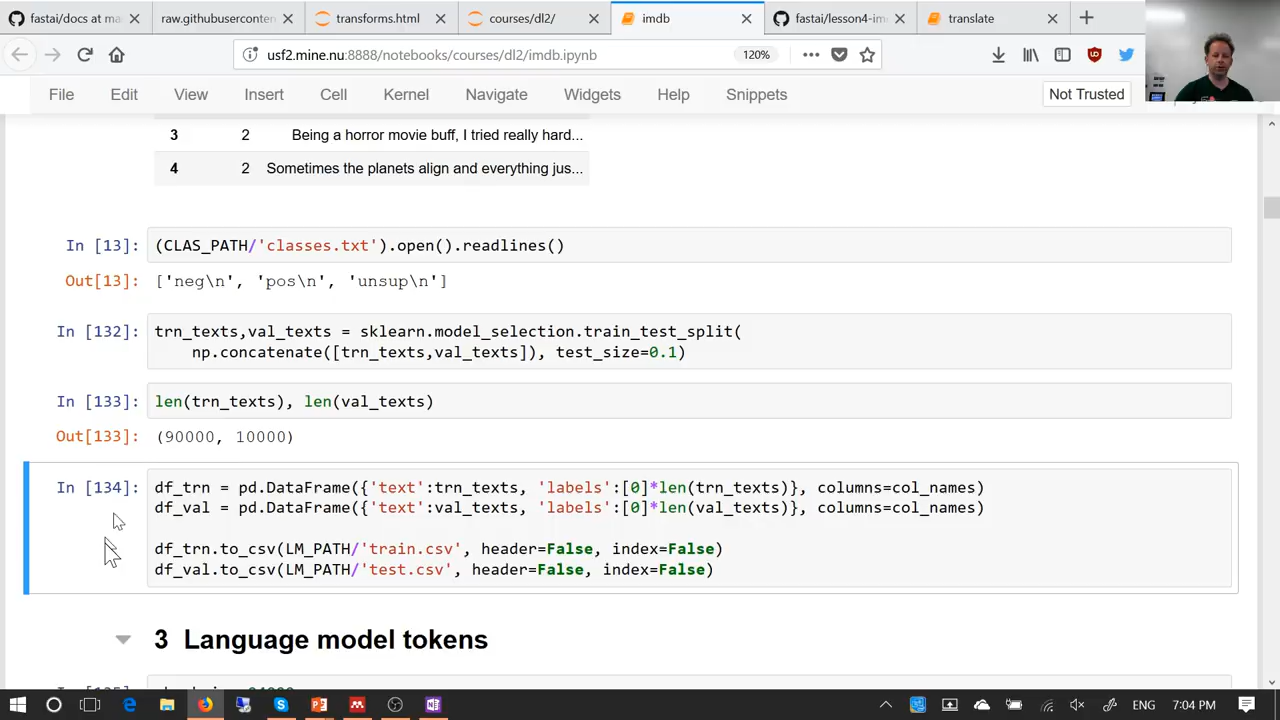 fastai/docs at ma
raw.githubusercontent
transforms.html
courses/dl2/
imdb
fastai/lesson4-im
translate
usf2.mine.nu:8888/notebooks/courses/dl2/imdb.ipynb
120%
File Edit View Insert Cell Kernel Navigate Widgets Help Snippets
Not Trusted
3 2 Being a horror movie buff, I tried really hard...
4 2 Sometimes the planets align and everything jus...
In [13]: (CLAS_PATH/'classes.txt').open().readlines()
Out[13]: ['neg\n', 'pos\n', 'unsup\n']
In [132]: trn_texts,val_texts = sklearn.model_selection.train_test_split(
np.concatenate([trn_texts,val_texts]), test_size=0.1)
In [133]: len(trn_texts), len(val_texts)
Out[133]: (90000, 10000)
In [134]: df_trn = pd.DataFrame({'text':trn_texts, 'labels':[0]*len(trn_texts)}, columns=col_names)
df_val = pd.DataFrame({'text':val_texts, 'labels':[0]*len(val_texts)}, columns=col_names)
df_trn.to_csv(LM_PATH/'train.csv', header=False, index=False)
df_val.to_csv(LM_PATH/'test.csv', header=False, index=False)
3 Language model tokens
ENG 7:04 PM